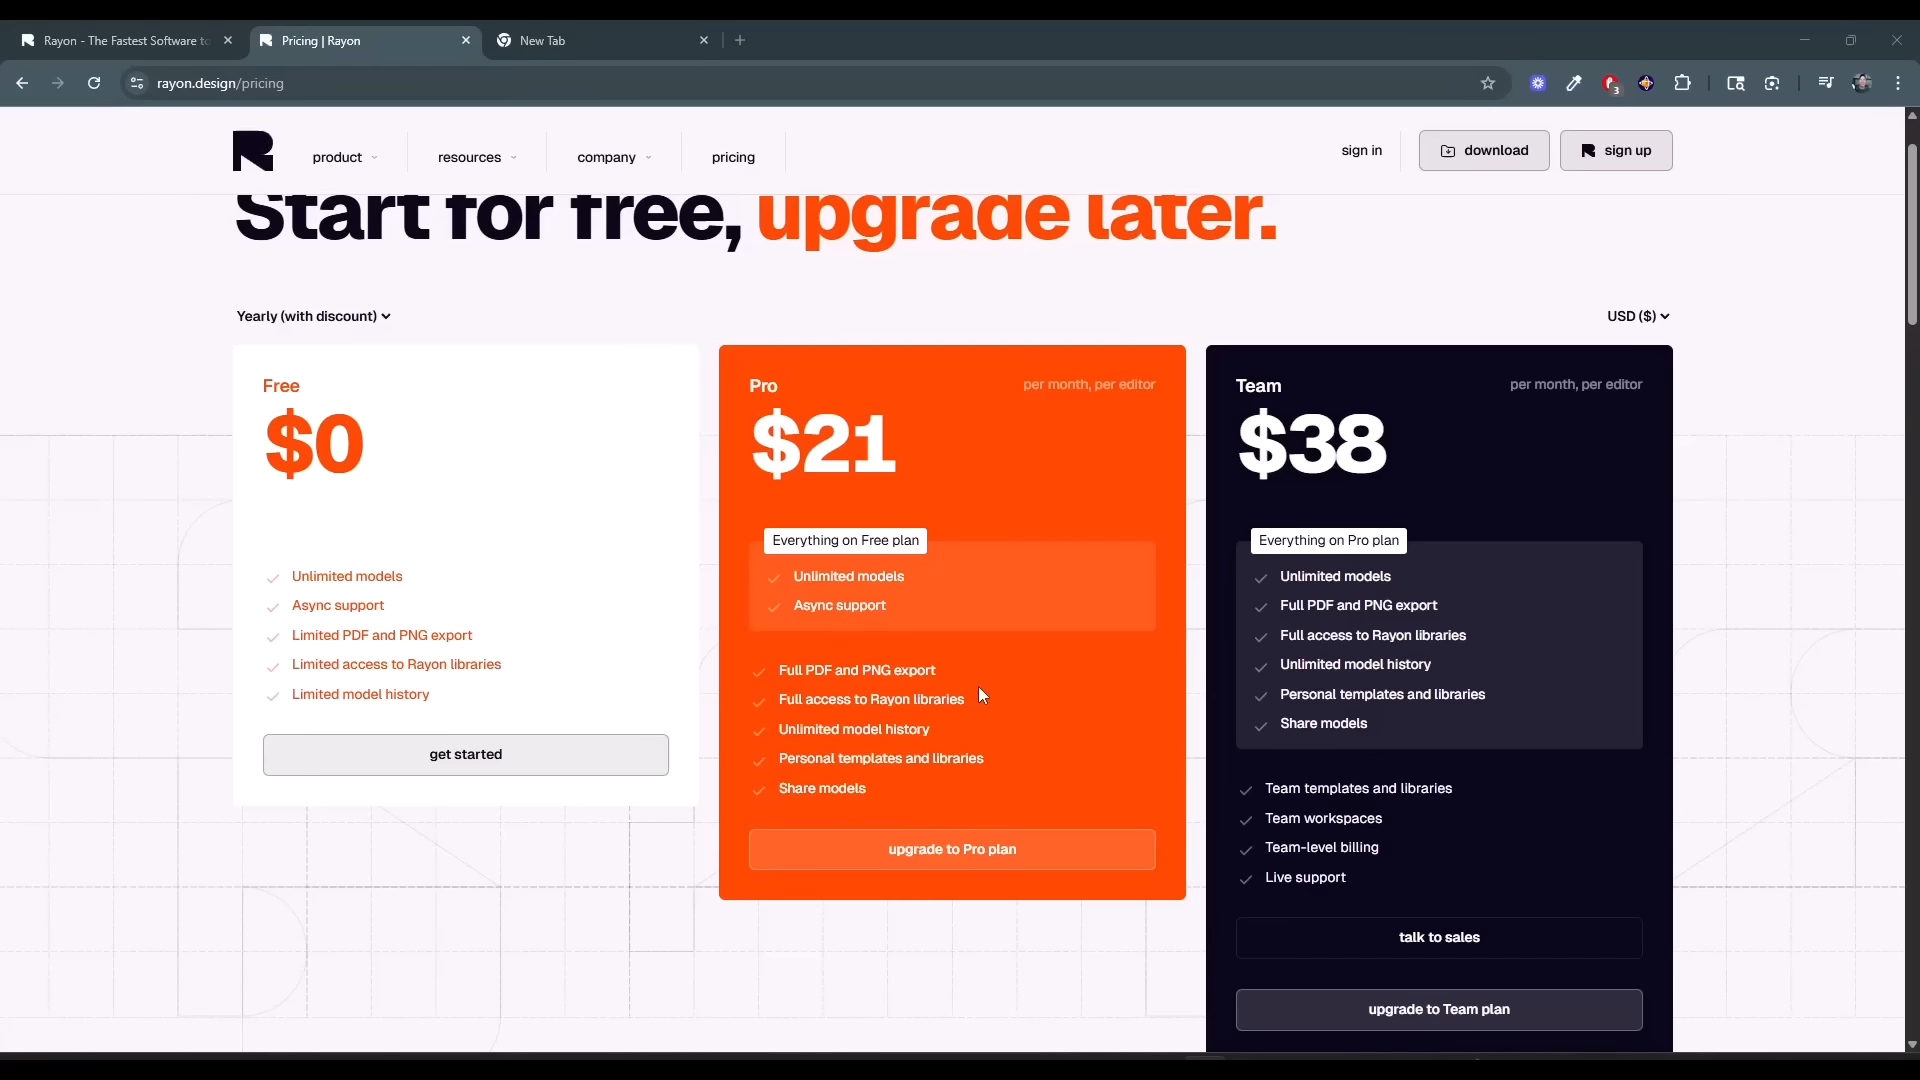 Rayon - The Fastest Software to
Pricing | Rayon
New Tab
rayon.design/pricing
3
product
resources
company
pricing
sign in
download
sign up
Start for free, upgrade later.
Yearly (with discount)
USD ($)
Free
$0
Unlimited models
Async support
Limited PDF and PNG export
Limited access to Rayon libraries
Limited model history
get started
Pro
per month, per editor
$21
Everything on Free plan
Unlimited models
Async support
Full PDF and PNG export
Full access to Rayon libraries
Unlimited model history
Personal templates and libraries
Share models
upgrade to Pro plan
Team
per month, per editor
$38
Everything on Pro plan
Unlimited models
Full PDF and PNG export
Full access to Rayon libraries
Unlimited model history
Personal templates and libraries
Share models
Team templates and libraries
Team workspaces
Team-level billing
Live support
talk to sales
upgrade to Team plan